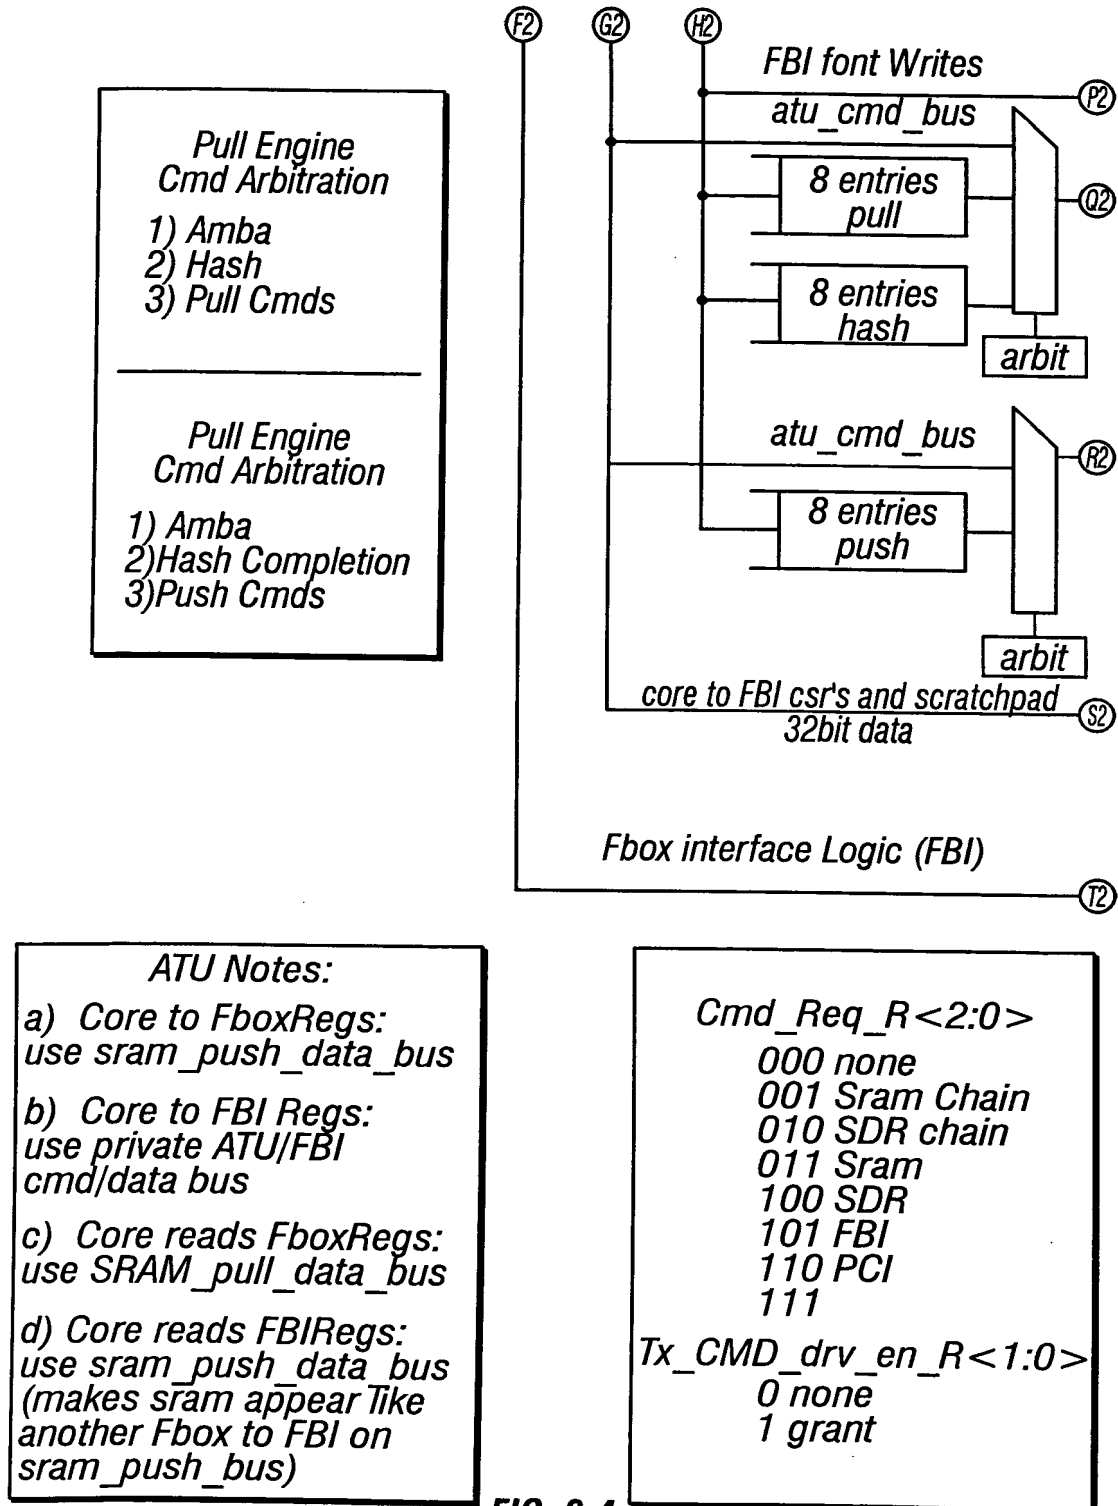 F2
G2
H2
FBI font Writes
P2
atu_cmd_bus
8 entries
pull
Q2
8 entries
hash
arbit
atu_cmd_bus
R2
8 entries
push
arbit
core to FBI csr's and scratchpad
32bit data
S2
Fbox interface Logic (FBI)
T2
Pull Engine
Cmd Arbitration
1) Amba
2) Hash
3) Pull Cmds
Pull Engine
Cmd Arbitration
1) Amba
2)Hash Completion
3)Push Cmds
ATU Notes:
a) Core to FboxRegs:
use sram_push_data_bus
b) Core to FBI Regs:
use private ATU/FBI
cmd/data bus
c) Core reads FboxRegs:
use SRAM_pull_data_bus
d) Core reads FBIRegs:
use sram_push_data_bus
(makes sram appear like
another Fbox to FBI on
sram_push_bus)
Cmd_Req_R<2:0>
000 none
001 Sram Chain
010 SDR chain
011 Sram
100 SDR
101 FBI
110 PCI
111
Tx_CMD_drv_en_R<1:0>
0 none
1 grant